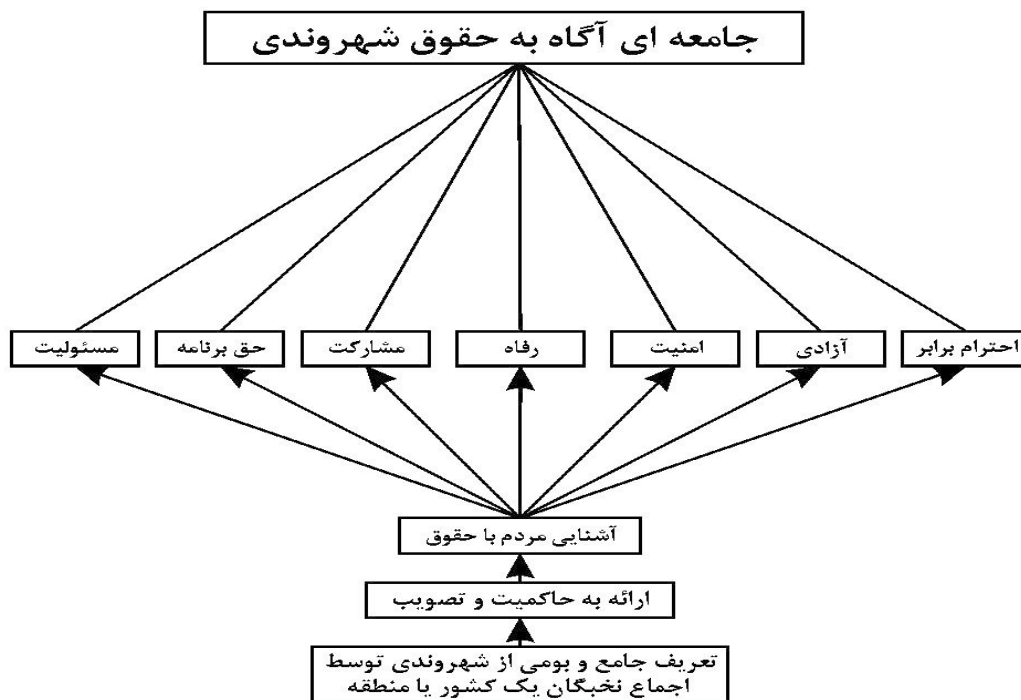 جامعه ای آگاه به حقوق شهروندی
احترام برابر
آزادی
امنیت
رفاه
مشارکت
حق برنامه
مسئولیت
آشنایی مردم با حقوق
ارائه به حاکمیت و تصویب
تعریف جامع و بومی از شهروندی توسط
اجماع نخبگان یک کشور یا منطقه